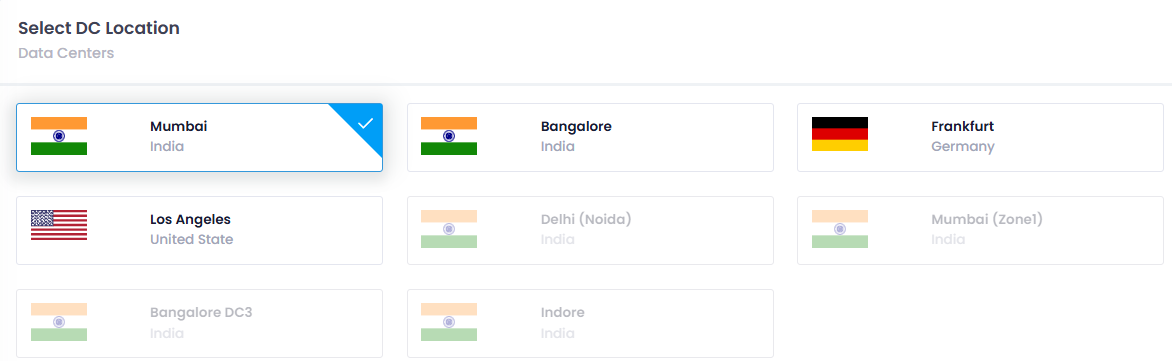 Select DC Location
Data Centers
Mumbai
India
Bangalore
India
Frankfurt
Germany
Los Angeles
United State
Delhi (Noida)
India
Mumbai (Zone1)
India
Bangalore DC3
India
Indore
India